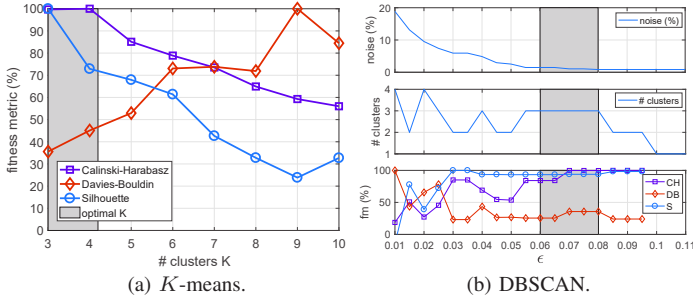 fitness metric (%)
100
90
80
70
60
50
40
30
20
10
0
Calinski-Harabasz
Davies-Bouldin
Silhouette
optimal K
3 4 5 6 7 8 9 10
# clusters K
(a) K-means.
noise (%)
20
10
0
noise (%)
# clusters
4
3
2
1
# clusters
fm (%)
100
50
0
CH
DB
S
0.01 0.02 0.03 0.04 0.05 0.06 0.07 0.08 0.09 0.1 0.11
ϵ
(b) DBSCAN.